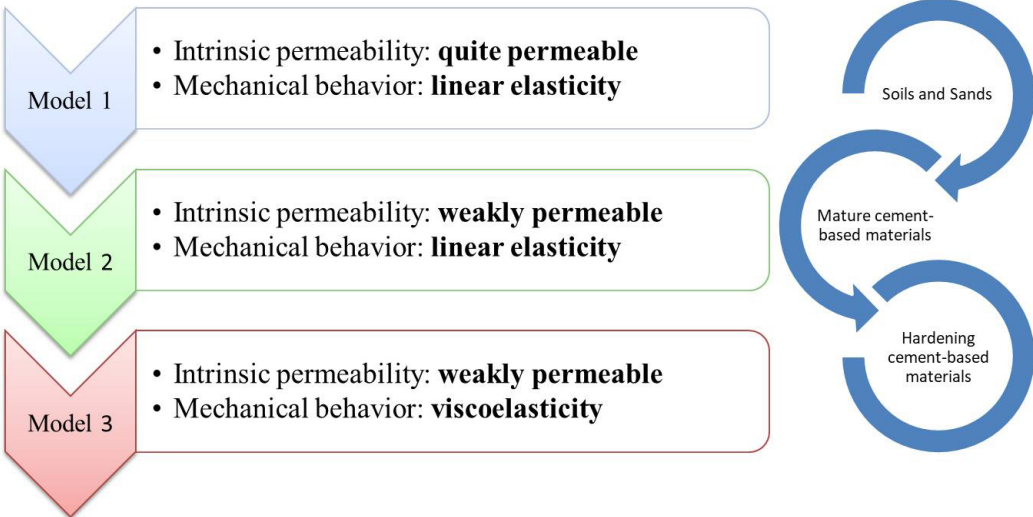 Model 1
• Intrinsic permeability: quite permeable
• Mechanical behavior: linear elasticity
Soils and Sands
Model 2
• Intrinsic permeability: weakly permeable
• Mechanical behavior: linear elasticity
Mature cement-
based materials
Model 3
• Intrinsic permeability: weakly permeable
• Mechanical behavior: viscoelasticity
Hardening
cement-based
materials